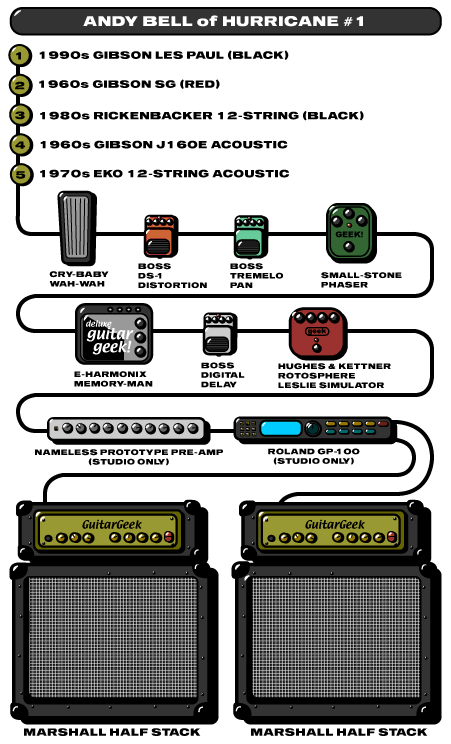 ANDY BELL of HURRICANE #1
1 1990s GIBSON LES PAUL (BLACK)
2 1960s GIBSON SG (RED)
3 1980s RICKENBACKER 12-STRING (BLACK)
4 1960s GIBSON J160E ACOUSTIC
5 1970s EKO 12-STRING ACOUSTIC
GEEK!
CRY-BABY
WAH-WAH
BOSS
DS-1
DISTORTION
BOSS
TREMELO
PAN
SMALL-STONE
PHASER
deluxe
guitar
geek!
geek
E-HARMONIX
MEMORY-MAN
BOSS
DIGITAL
DELAY
HUGHES & KETTNER
ROTOSPHERE
LESLIE SIMULATOR
NAMELESS PROTOTYPE PRE-AMP
(STUDIO ONLY)
ROLAND GP-100
(STUDIO ONLY)
GuitarGeek
GuitarGeek
MARSHALL HALF STACK
MARSHALL HALF STACK